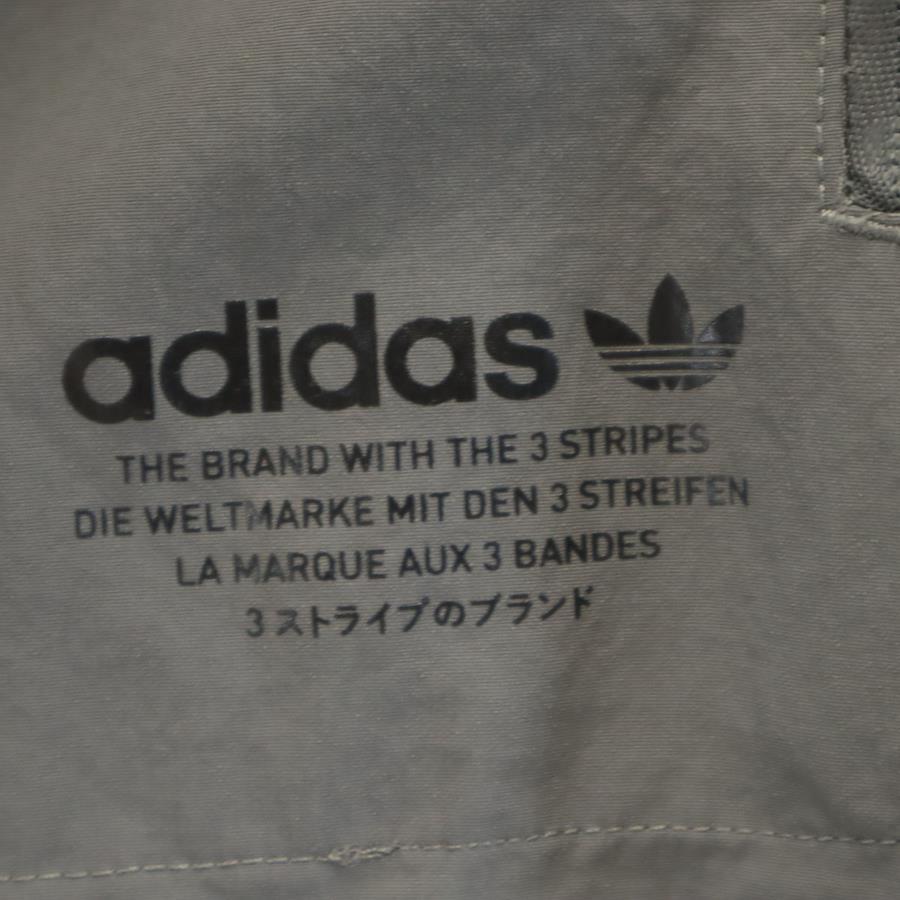 adidas
THE BRAND WITH THE 3 STRIPES
DIE WELTMARKE MIT DEN 3 STREIFEN
LA MARQUE AUX 3 BANDES
3ストライプのブランド